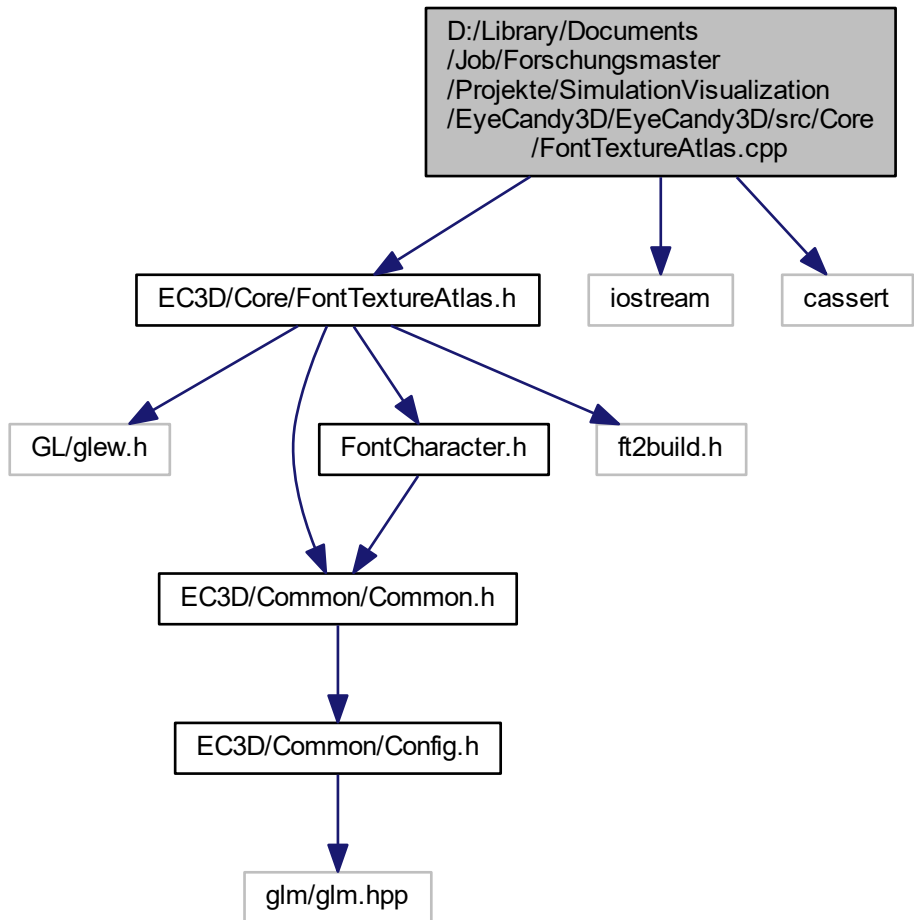 D:/Library/Documents
/Job/Forschungsmaster
/Projekte/SimulationVisualization
/EyeCandy3D/EyeCandy3D/src/Core
/FontTextureAtlas.cpp
EC3D/Core/FontTextureAtlas.h
iostream
cassert
GL/glew.h
FontCharacter.h
ft2build.h
EC3D/Common/Common.h
EC3D/Common/Config.h
glm/glm.hpp